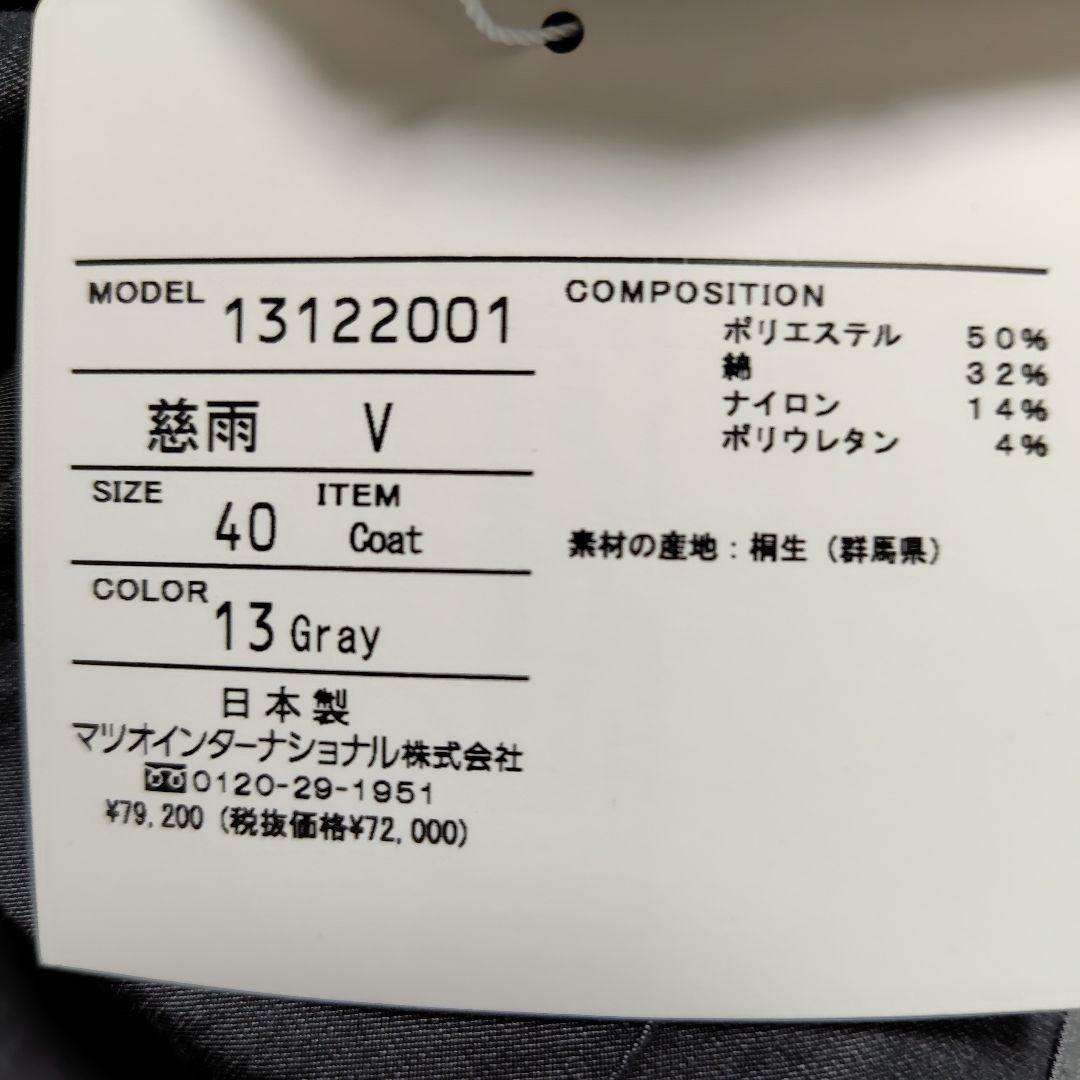 MODEL 13122001
慈雨 V
SIZE 40 ITEM Coat
COLOR 13 Gray
日本製
マツオインターナショナル株式会社
0120-29-1951
¥79,200 (税抜価格¥72,000)
COMPOSITION
ポリエステル 50%
綿 32%
ナイロン 14%
ポリウレタン 4%
素材の産地:桐生(群馬県)